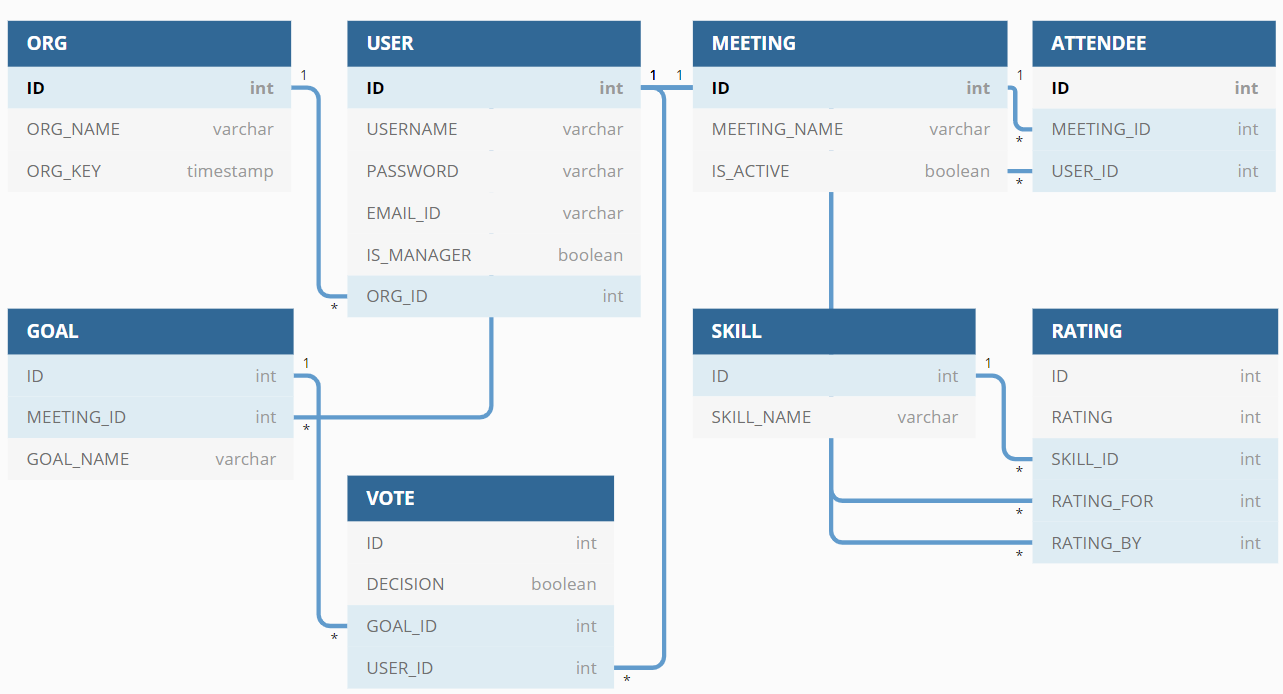 ORG
ID int
ORG_NAME varchar
ORG_KEY timestamp
1
*
USER
ID int
USERNAME varchar
PASSWORD varchar
EMAIL_ID varchar
IS_MANAGER boolean
ORG_ID int
1 1
MEETING
ID int
MEETING_NAME varchar
IS_ACTIVE boolean
1
*
*
ATTENDEE
ID int
MEETING_ID int
USER_ID int
GOAL
ID int
MEETING_ID int
GOAL_NAME varchar
1
*
*
VOTE
ID int
DECISION boolean
GOAL_ID int
USER_ID int
*
SKILL
ID int
SKILL_NAME varchar
1
*
*
*
RATING
ID int
RATING int
SKILL_ID int
RATING_FOR int
RATING_BY int